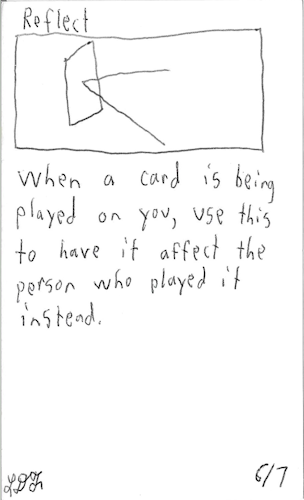 Reflect
When a card is being
played on you, use this
to have it affect the
person who played it
instead.
6/7